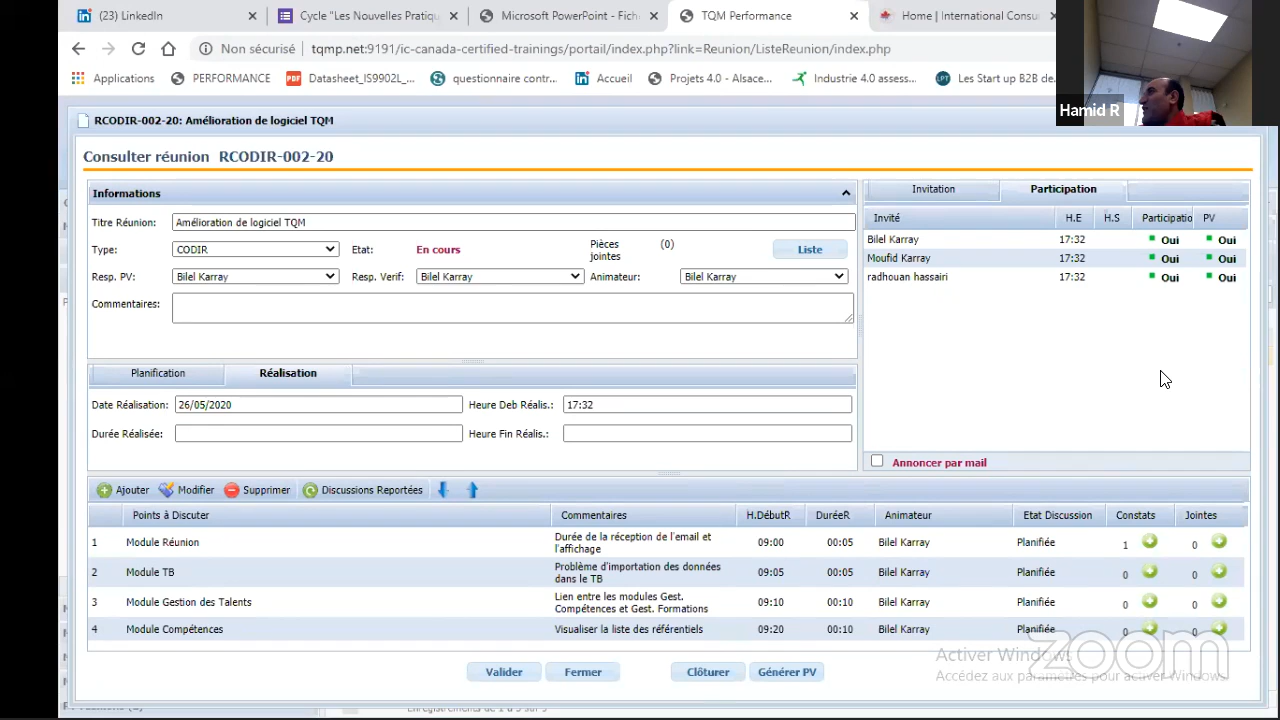 (23) LinkedIn
Cycle "Les Nouvelles Pratiqu
Microsoft PowerPoint - Fich
TQM Performance
Home | International Consu
Non sécurisé
tqmp.net:9191/ic-canada-certified-trainings/portail/index.php?link=Reunion/ListeReunion/index.php
Applications
PERFORMANCE
PDF
Datasheet_IS9902L_...
questionnaire contr...
Accueil
Projets 4.0 - Alsace...
Industrie 4.0 assess...
LPT
Les Start up B2B de
Hamid R
RCODIR-002-20: Amélioration de logiciel TQM
Consulter réunion RCODIR-002-20
Informations
Titre Réunion: Amélioration de logiciel TQM
Type: CODIR Etat: En cours Pièces jointes (0) Liste
Resp. PV: Bilel Karray Resp. Verif: Bilel Karray Animateur: Bilel Karray
Commentaires:
Invitation Participation
Invité H.E H.S Participatio PV
Bilel Karray 17:32 Oui Oui
Moufid Karray 17:32 Oui Oui
radhouan hassairi 17:32 Oui Oui
Annoncer par mail
Planification Réalisation
Date Réalisation: 26/05/2020 Heure Deb Réalis.: 17:32
Durée Réalisée: Heure Fin Réalis.:
Ajouter Modifier Supprimer Discussions Reportées
Points à Discuter Commentaires H.DébutR DuréeR Animateur Etat Discussion Constats Jointes
1 Module Réunion Durée de la réception de l'email et l'affichage 09:00 00:05 Bilel Karray Planifiée 1 0
2 Module TB Problème d'importation des données dans le TB 09:05 00:05 Bilel Karray Planifiée 0 0
3 Module Gestion des Talents Lien entre les modules Gest. Compétences et Gest. Formations 09:10 00:10 Bilel Karray Planifiée 0 0
4 Module Compétences Visualiser la liste des référentiels 09:20 00:10 Bilel Karray Planifiée 0 0
Valider Fermer Clôturer Générer PV
Activer Windows
Accédez aux paramètres pour activer Windows.
zoom